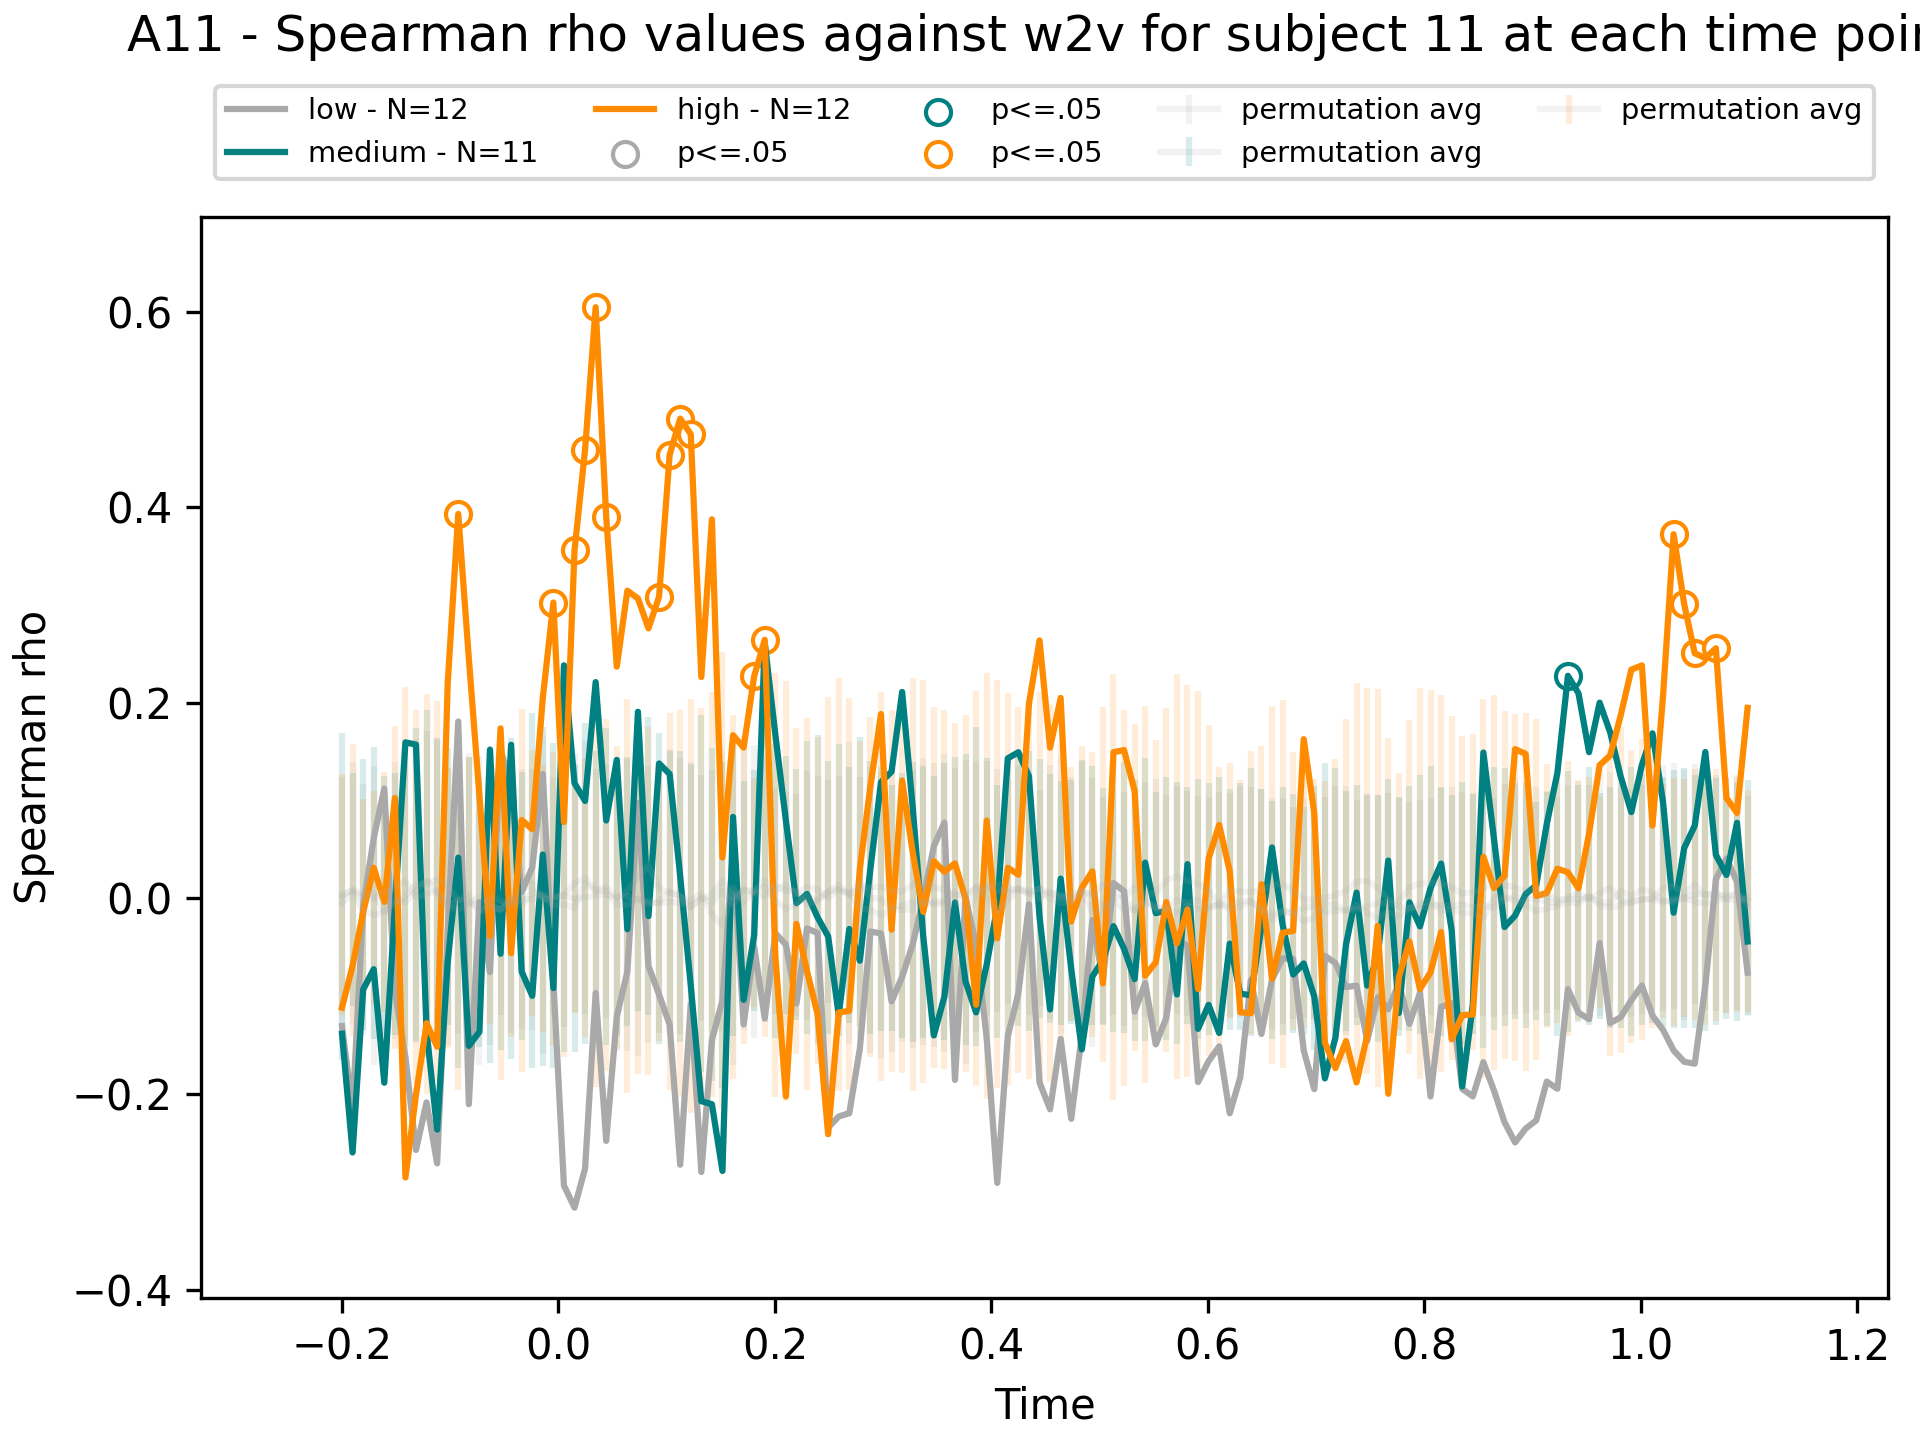 A11 - Spearman rho values against w2v for subject 11 at each time
low - N=12 high - N=12 p<=.05 permutation avg permutation avg
medium - N=11 p<=.05 p<=.05 permutation avg
Spearman rho
0.6
0.4
0.2
0.0
−0.2
−0.4
−0.2 0.0 0.2 0.4 0.6 0.8 1.0 1.2
Time